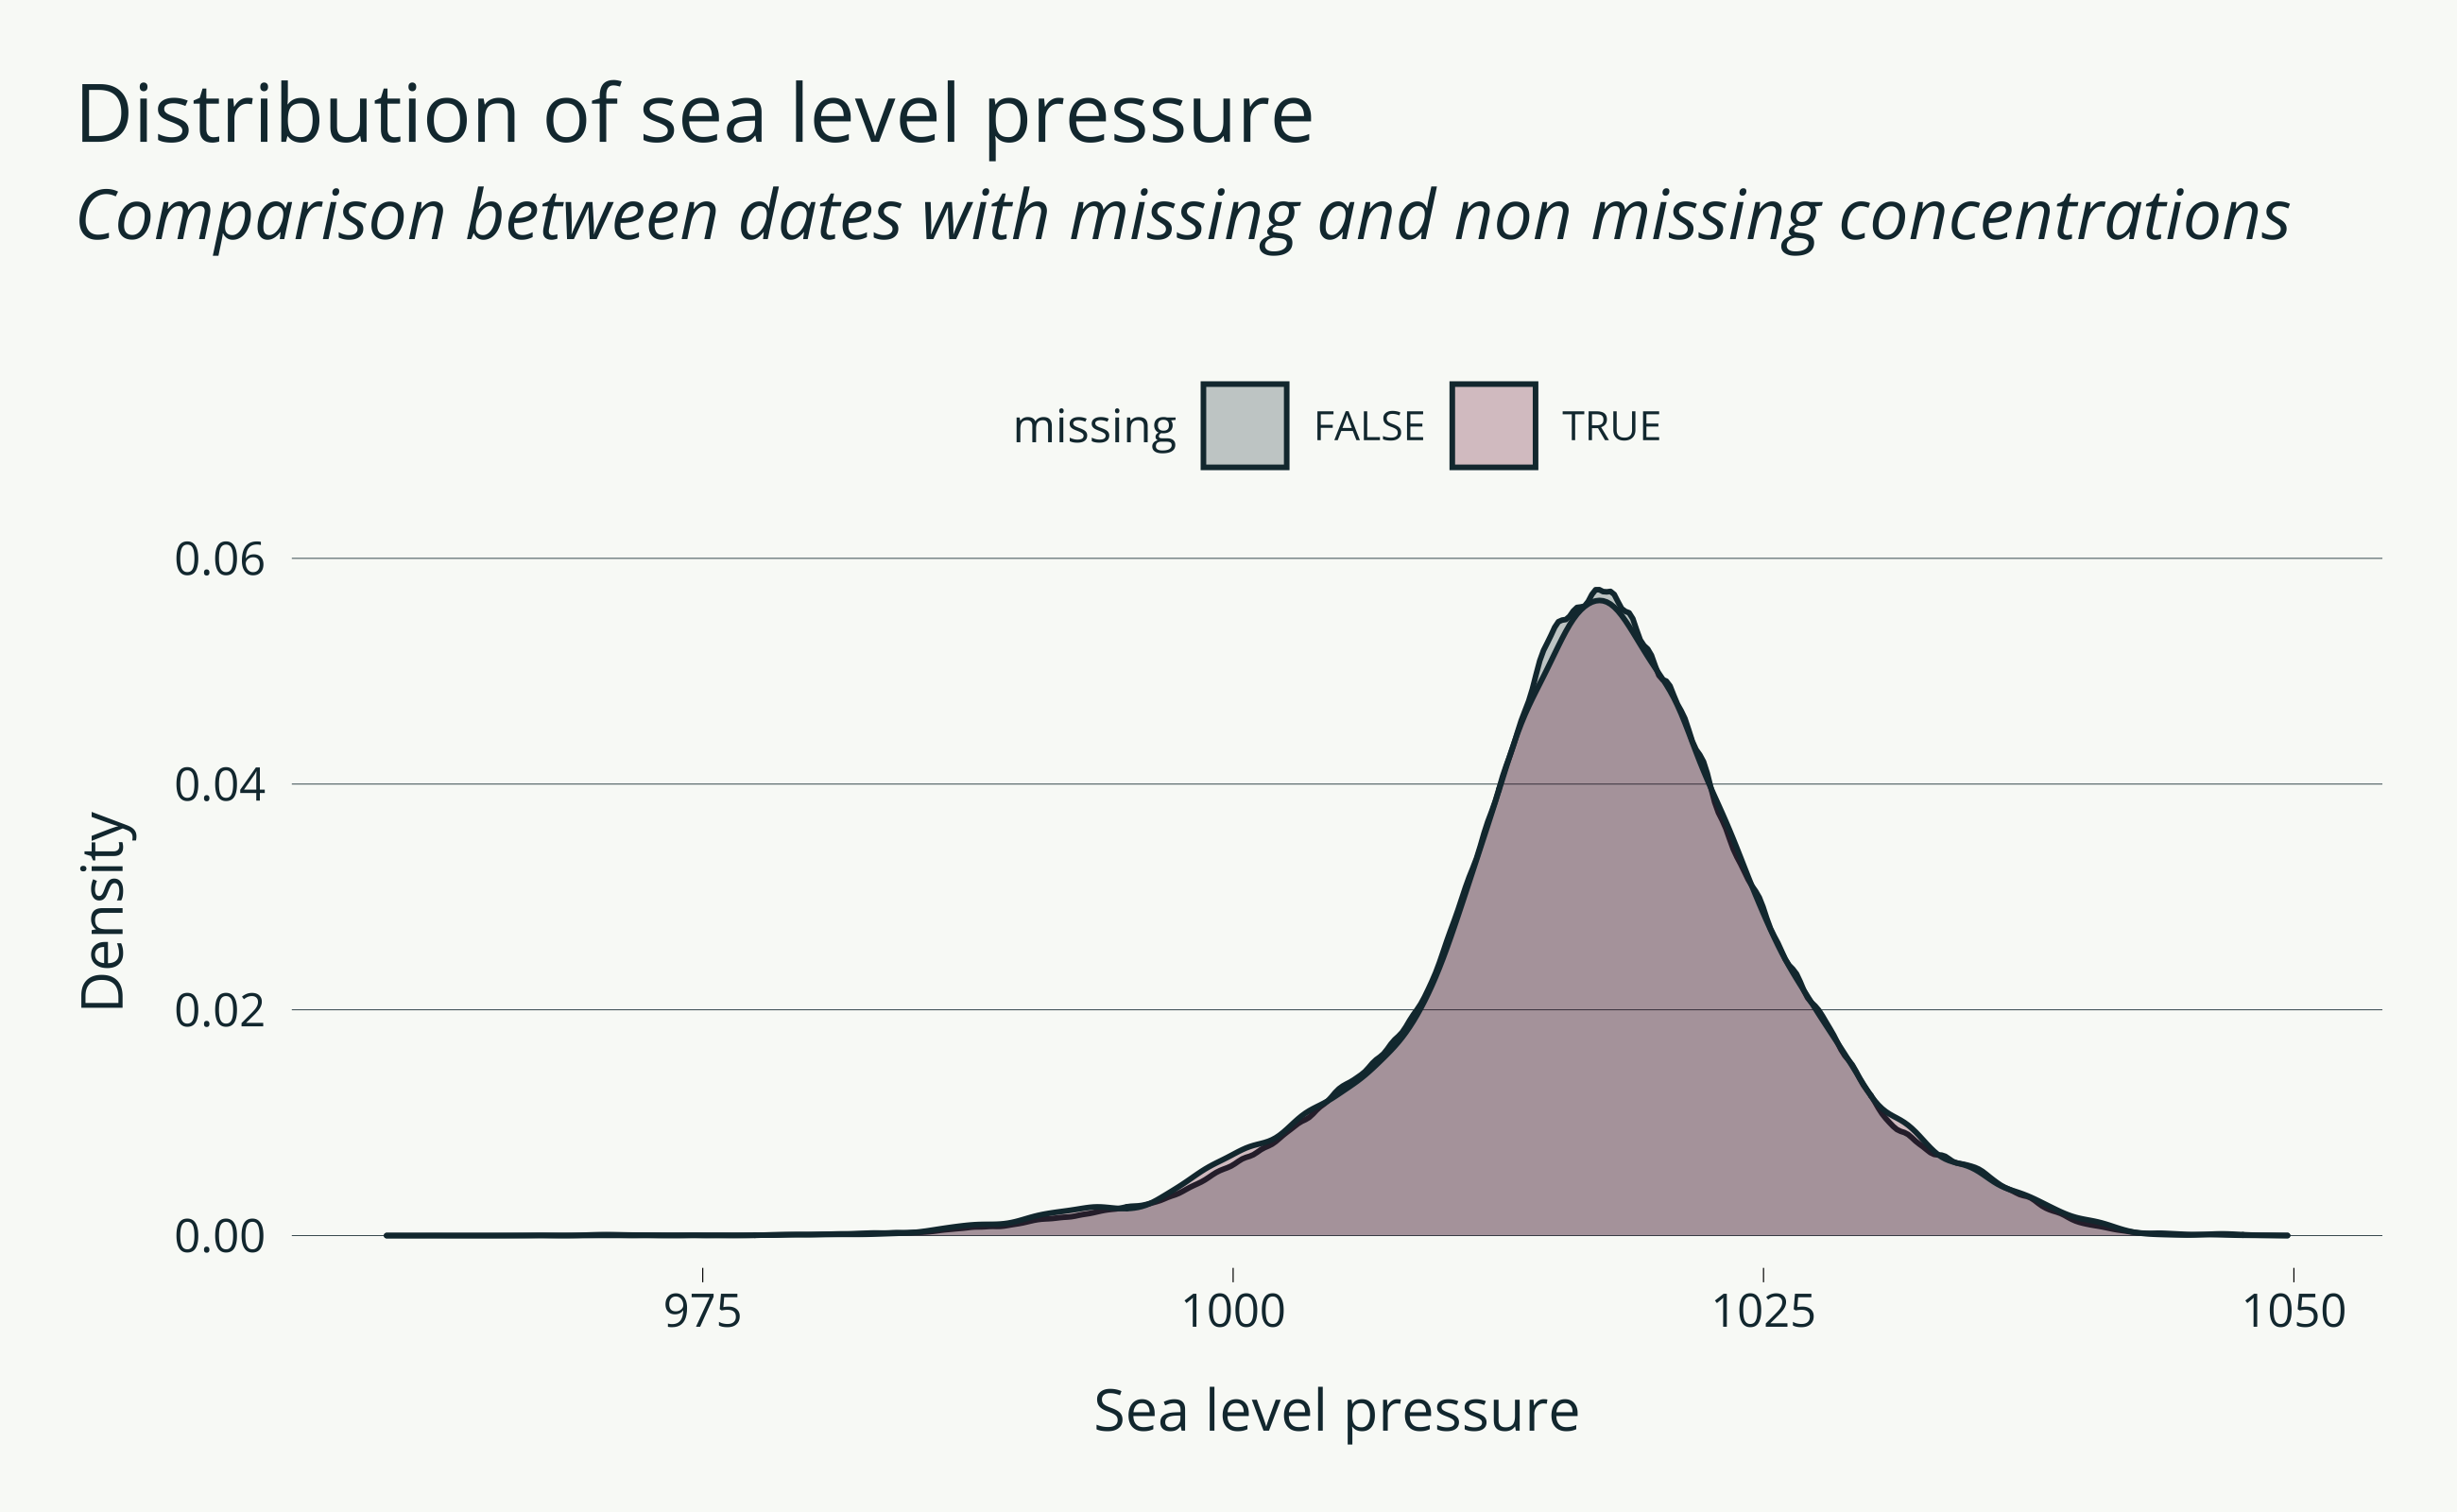 Distribution of sea level pressure
Comparison between dates with missing and non missing concentrations
missing FALSE TRUE
0.06
0.04
0.02
0.00
Density
975 1000 1025 1050
Sea level pressure